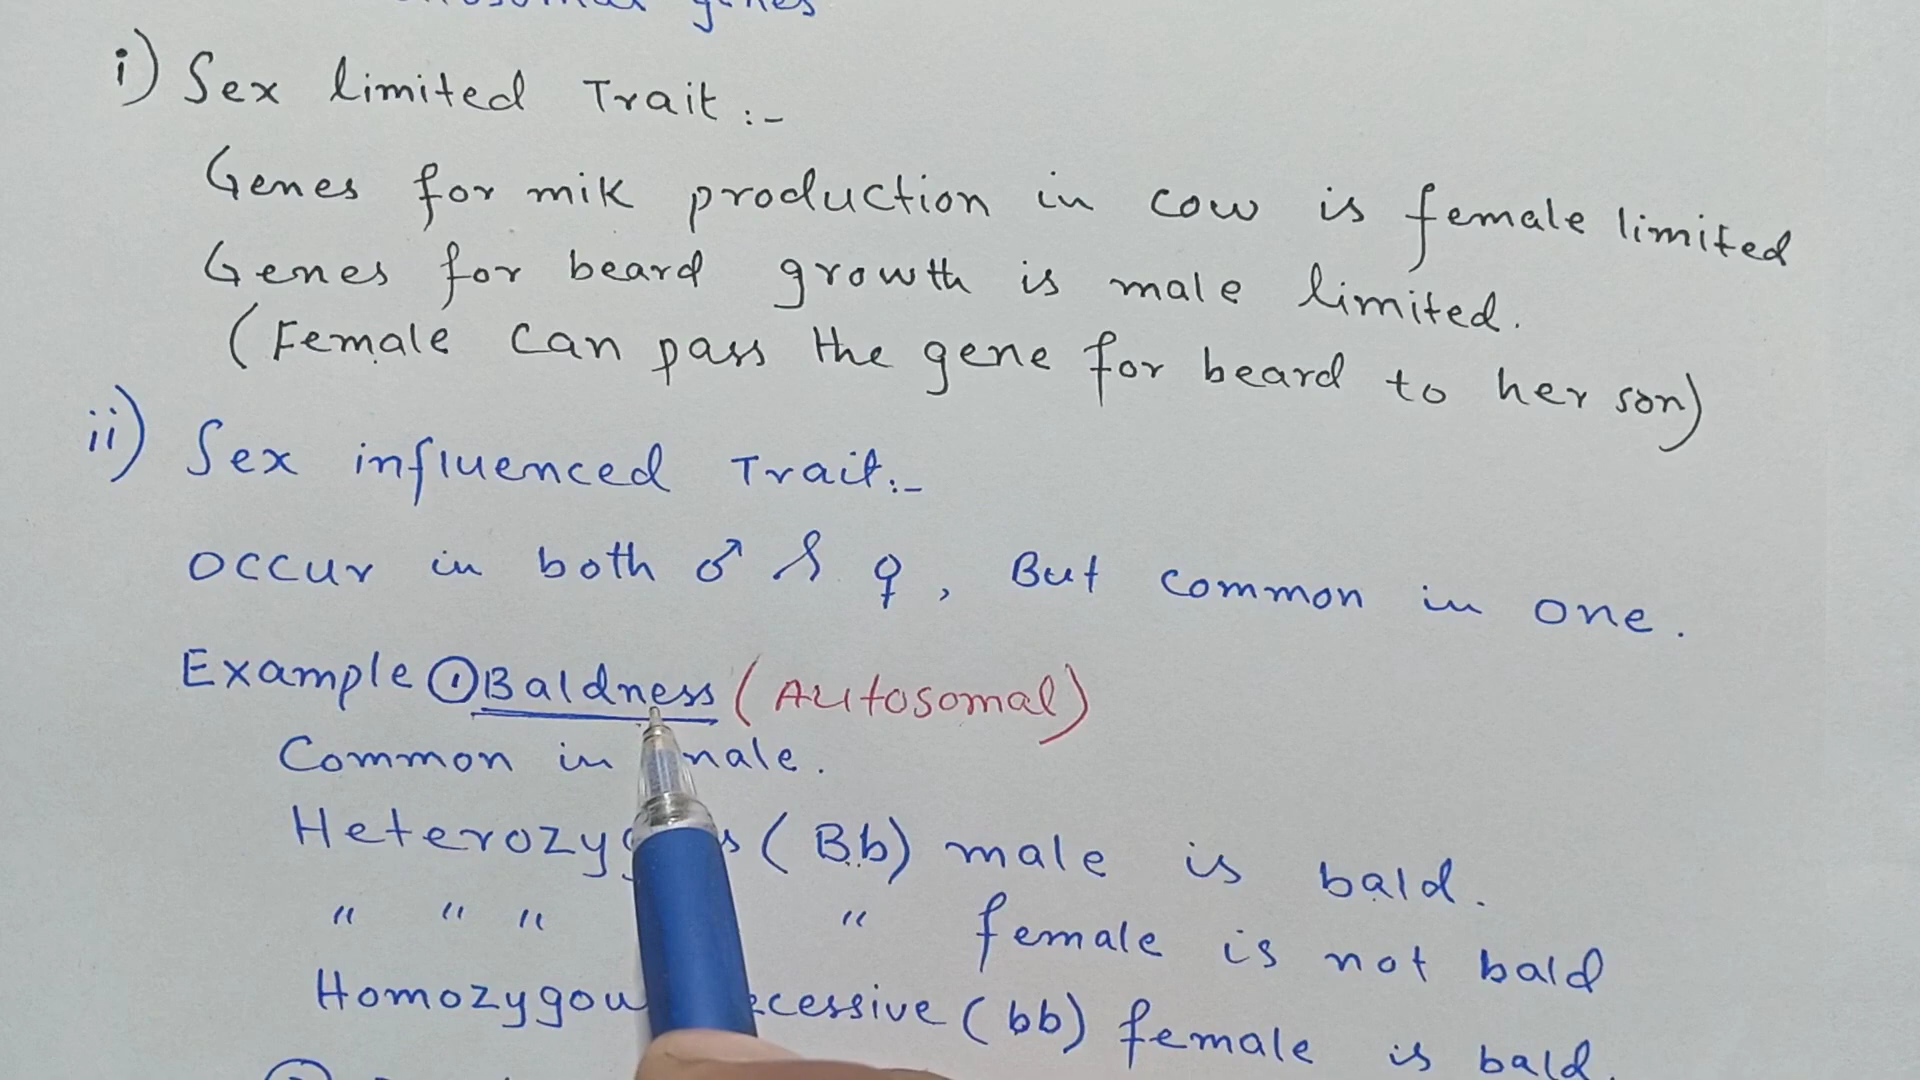 genes
i) Sex limited Trait :-
Genes for mik production in cow is female limited
Genes for beard growth is male limited.
(Female can pass the gene for beard to her son)
ii) Sex influenced Trait:-
Occur in both ♂ & ♀, But common in one.
Example ① Baldness (Autosomal)
Common in male.
(Bb) male is bald.
" " " " female is not bald
(bb) female is bald.